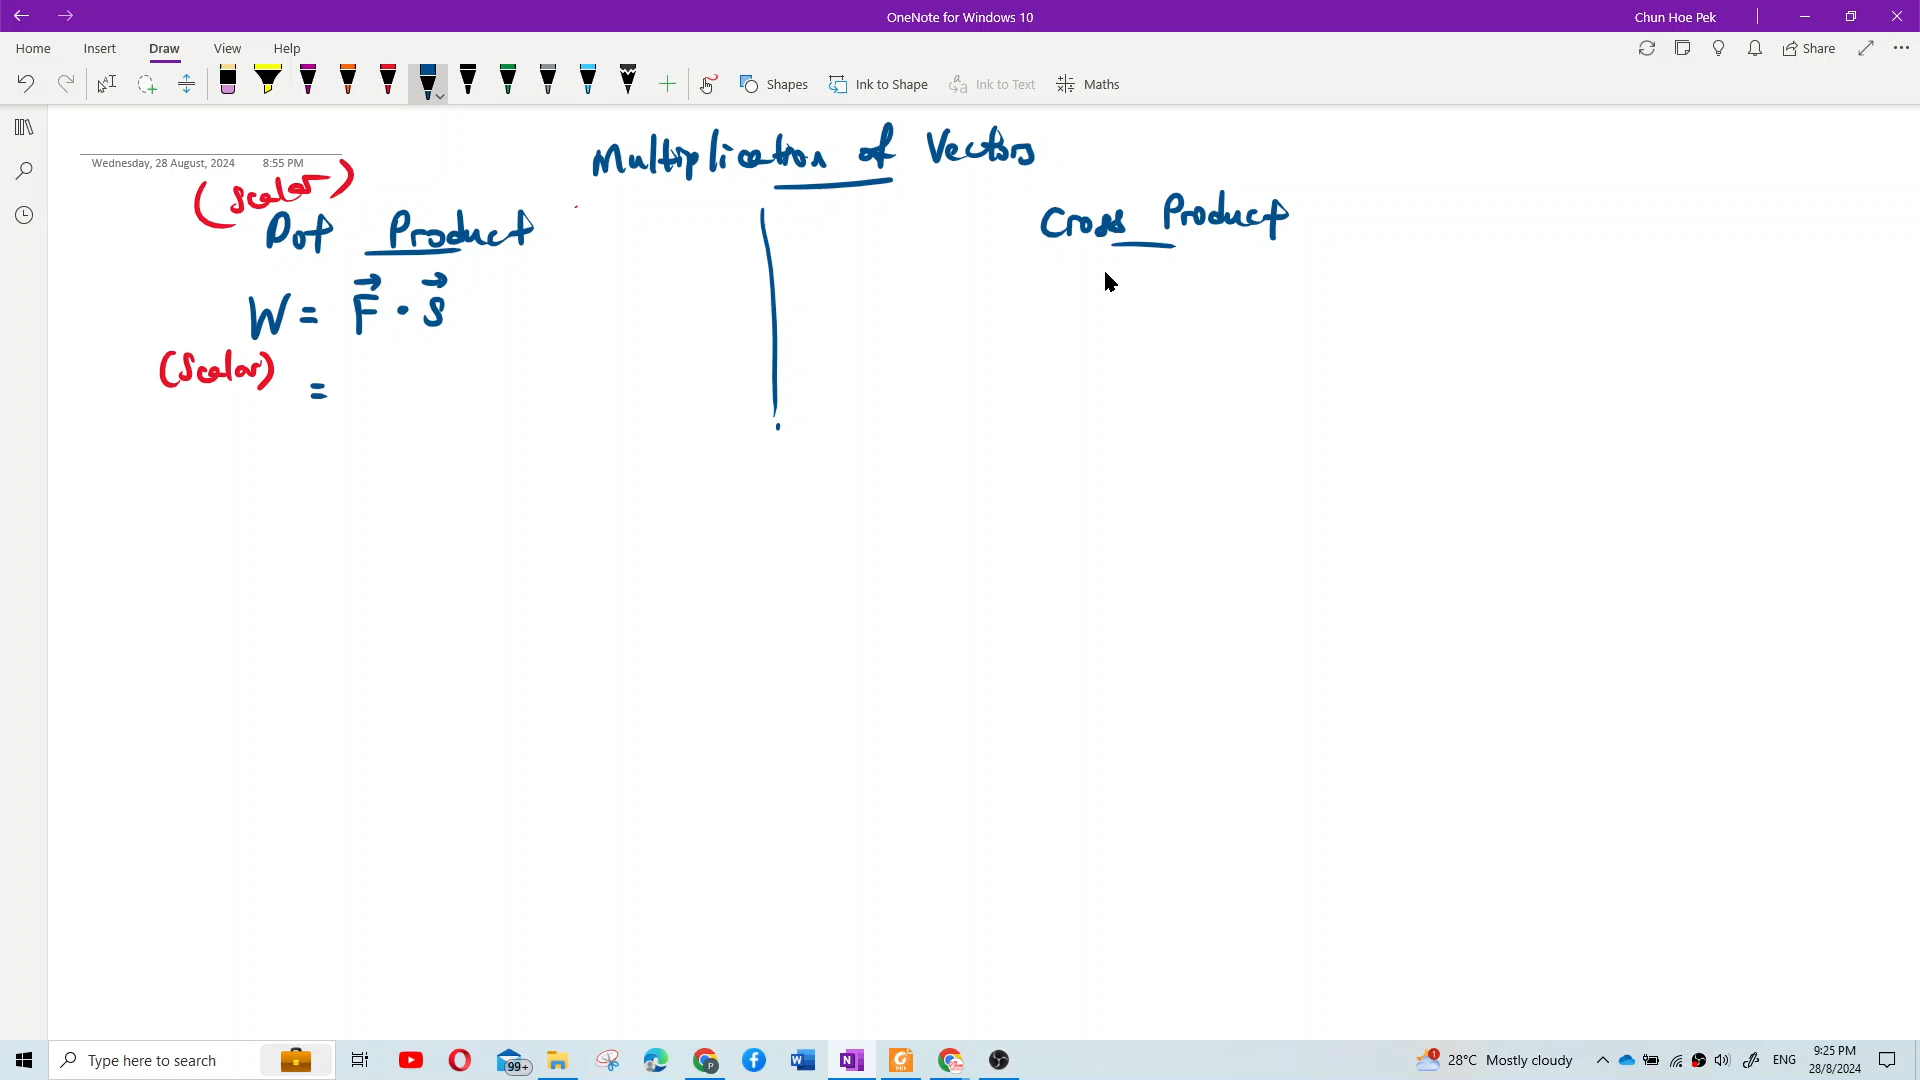 OneNote for Windows 10
Chun Hoe Pek
Home Insert Draw View Help
Share
Shapes Ink to Shape Ink to Text Maths
Multiplication of Vectors
Wednesday, 28 August, 2024 8:55 PM
(Scalar)
Dot Product
Cross Product
W = F⃗ · s⃗
(Scalar)
=
Type here to search
99+
1
28°C Mostly cloudy
ENG
9:25 PM
28/8/2024